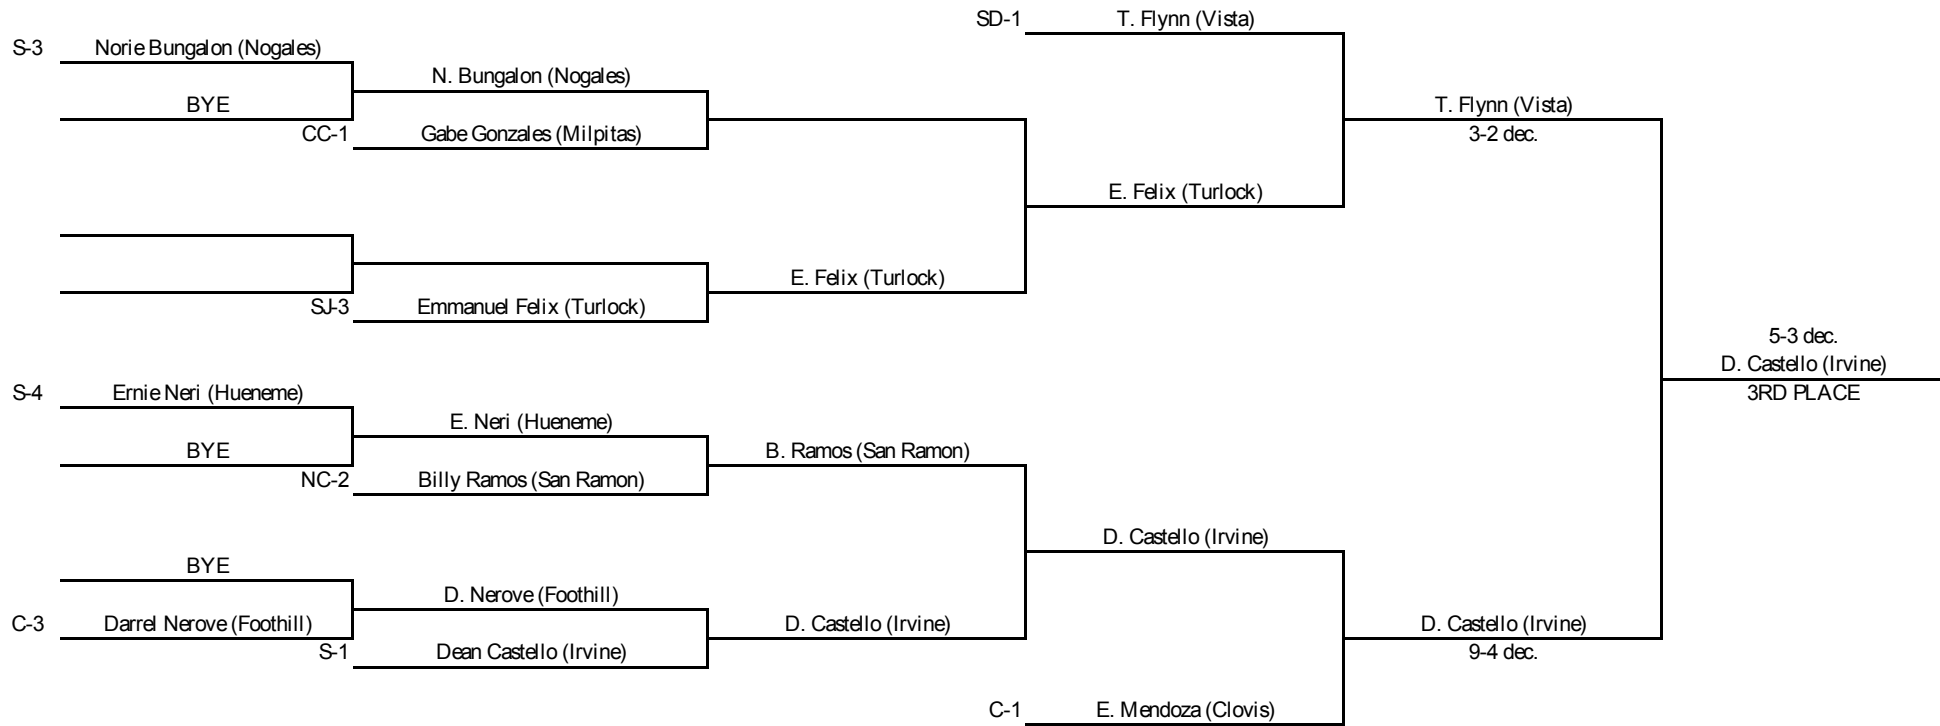 SD-1 T. Flynn (Vista)
S-3 Norie Bungalon (Nogales)
N. Bungalon (Nogales)
BYE
T. Flynn (Vista)
CC-1 Gabe Gonzales (Milpitas)
3-2 dec.
E. Felix (Turlock)
E. Felix (Turlock)
SJ-3 Emmanuel Felix (Turlock)
5-3 dec.
D. Castello (Irvine)
3RD PLACE
S-4 Ernie Neri (Hueneme)
E. Neri (Hueneme)
BYE
B. Ramos (San Ramon)
NC-2 Billy Ramos (San Ramon)
D. Castello (Irvine)
BYE
D. Nerove (Foothill)
C-3 Darrel Nerove (Foothill)
D. Castello (Irvine)
D. Castello (Irvine)
S-1 Dean Castello (Irvine)
9-4 dec.
C-1 E. Mendoza (Clovis)